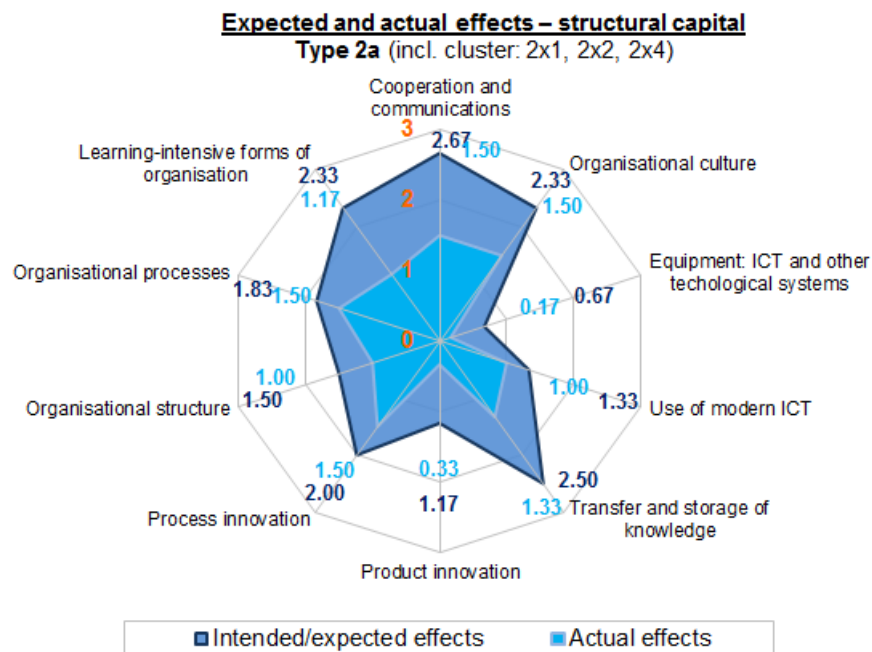 Expected and actual effects – structural capital
Type 2a (incl. cluster: 2x1, 2x2, 2x4)
Cooperation and
communications
3
2.67
1.50
Learning-intensive forms of
organisation
2.33
1.17
2.33
1.50
Organisational culture
2
Organisational processes
1.83
1.50
1
0.17
0.67
Equipment: ICT and other
techological systems
0
1.00
1.50
Organisational structure
1.00
1.33
Use of modern ICT
1.50
2.00
Process innovation
0.33
1.17
2.50
1.33
Transfer and storage of
knowledge
Product innovation
Intended/expected effects
Actual effects